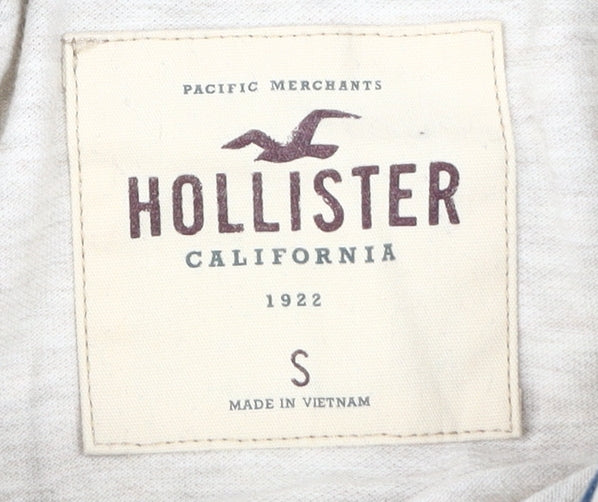 PACIFIC MERCHANTS
HOLLISTER
CALIFORNIA
1922
S
MADE IN VIETNAM